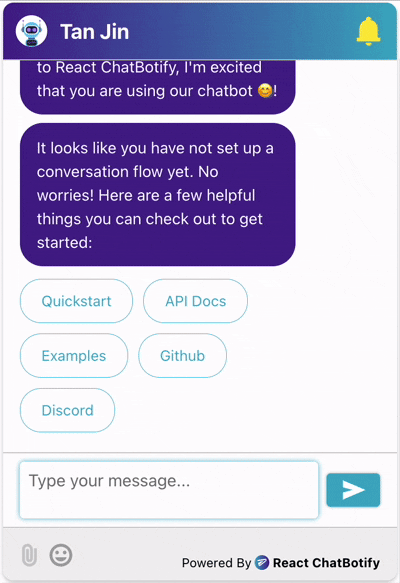 Tan Jin
to React ChatBotify, I'm excited
that you are using our chatbot 😊!
It looks like you have not set up a
conversation flow yet. No
worries! Here are a few helpful
things you can check out to get
started:
Quickstart
API Docs
Examples
Github
Discord
Type your message...
Powered By React ChatBotify